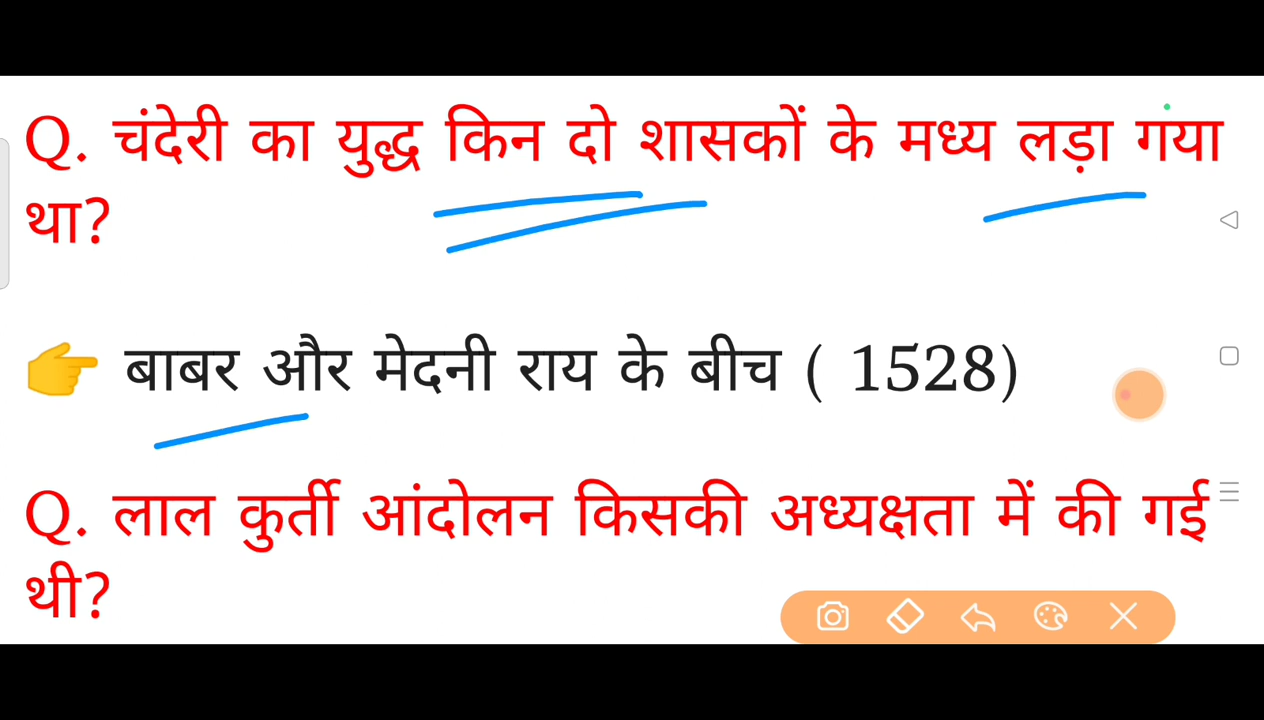 Q. चंदेरी का युद्ध किन दो शासकों के मध्य लड़ा गया
था?
👉 बाबर और मेदनी राय के बीच ( 1528)
Q. लाल कुर्ती आंदोलन किसकी अध्यक्षता में की गई
थी?